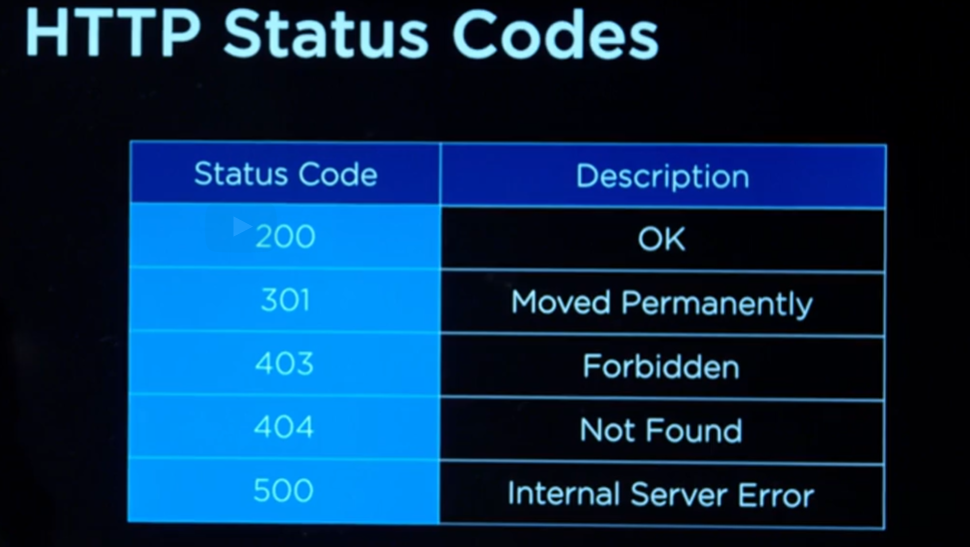 HTTP Status Codes
Status Code Description
200 OK
301 Moved Permanently
403 Forbidden
404 Not Found
500 Internal Server Error